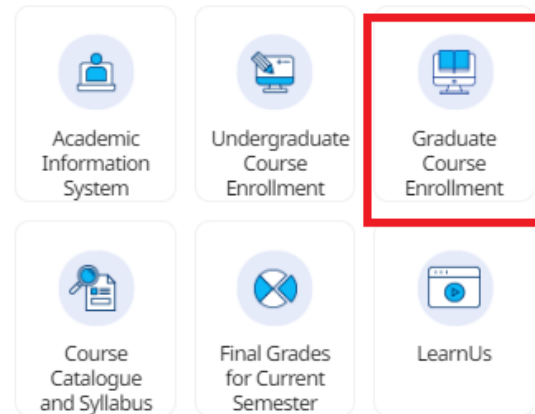 Academic
Information
System
Undergraduate
Course
Enrollment
Graduate
Course
Enrollment
Course
Catalogue
and Syllabus
Final Grades
for Current
Semester
LearnUs